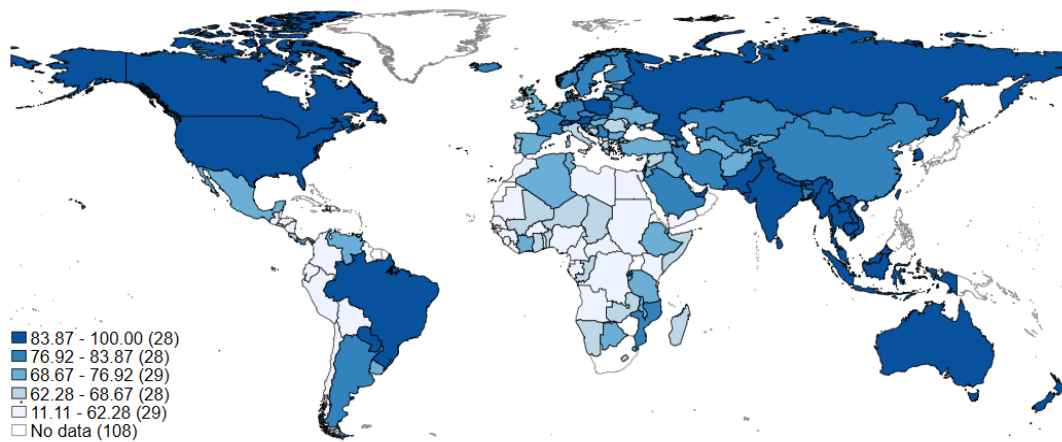 83.87 - 100.00 (28)
76.92 - 83.87 (28)
68.67 - 76.92 (29)
62.28 - 68.67 (28)
11.11 - 62.28 (29)
No data (108)